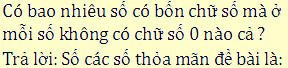 Có bao nhiêu số có bốn chữ số mà ở
mỗi số không có chữ số 0 nào cả ?
Trả lời: Số các số thỏa mãn đề bài là: